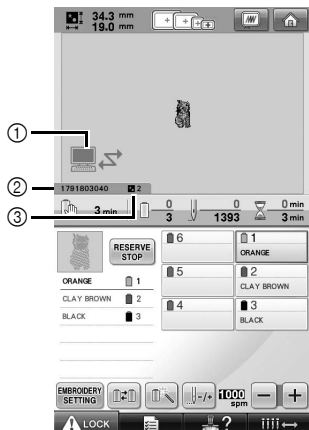 34.3 mm
19.0 mm
1
2 1791803040 2
3
3 min 0 3 0 1393 0 min 3 min
RESERVE STOP
ORANGE 1
CLAY BROWN 2
BLACK 3
6
1 ORANGE
5
2 CLAY BROWN
4
3 BLACK
EMBROIDERY SETTING
-/+
1000 spm
- +
LOCK
?